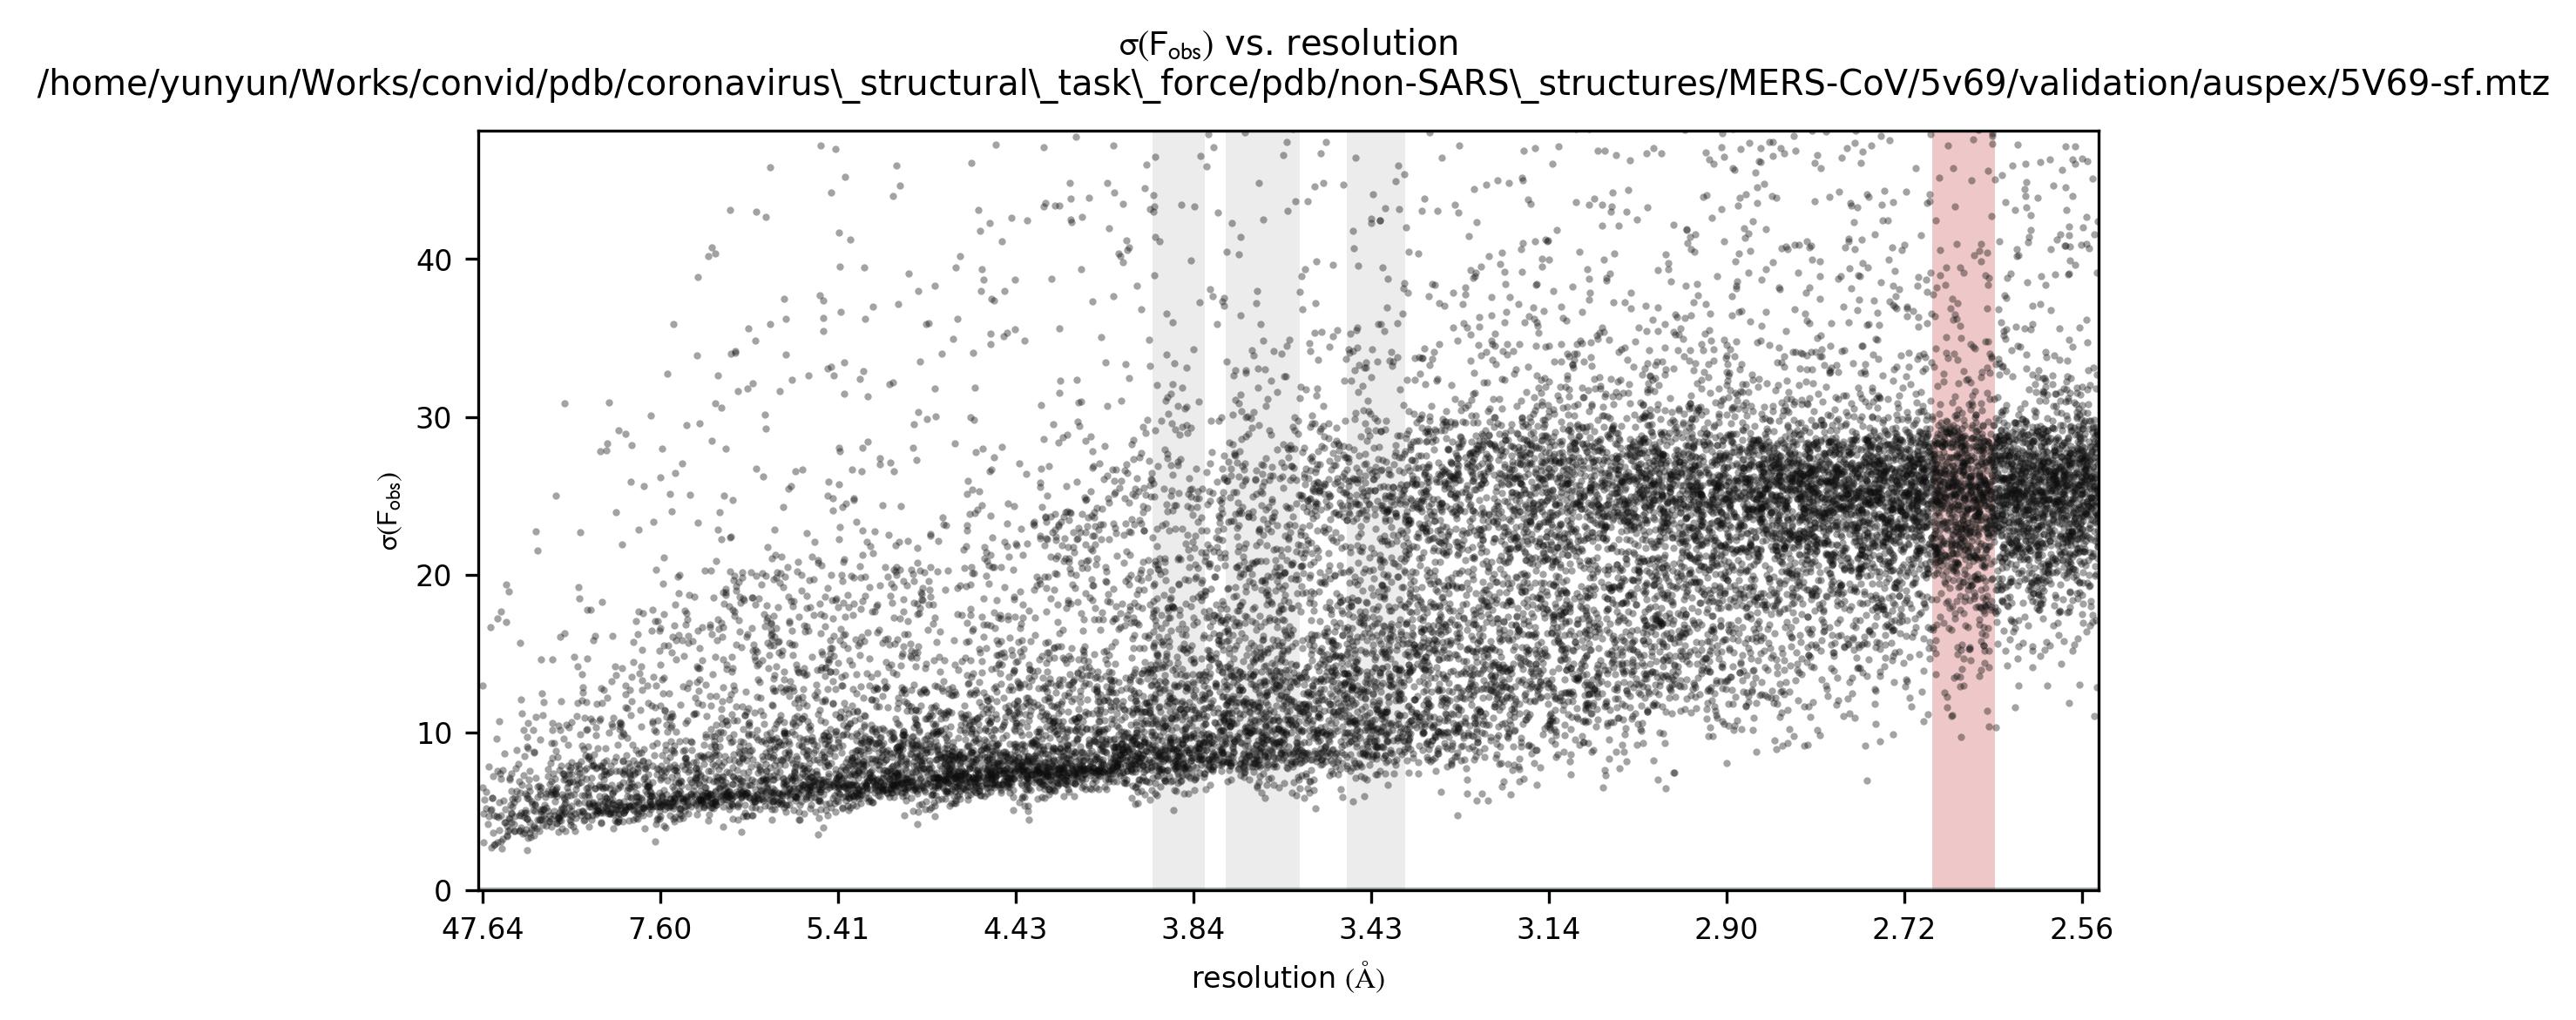 σ(Fobs) vs. resolution
/home/yunyun/Works/convid/pdb/coronavirus\_structural\_task\_force/pdb/non-SARS\_structures/MERS-CoV/5v69/validation/auspex/5V69-sf.mtz
σ(Fobs)
40
30
20
10
0
47.64 7.60 5.41 4.43 3.84 3.43 3.14 2.90 2.72 2.56
resolution (Å)